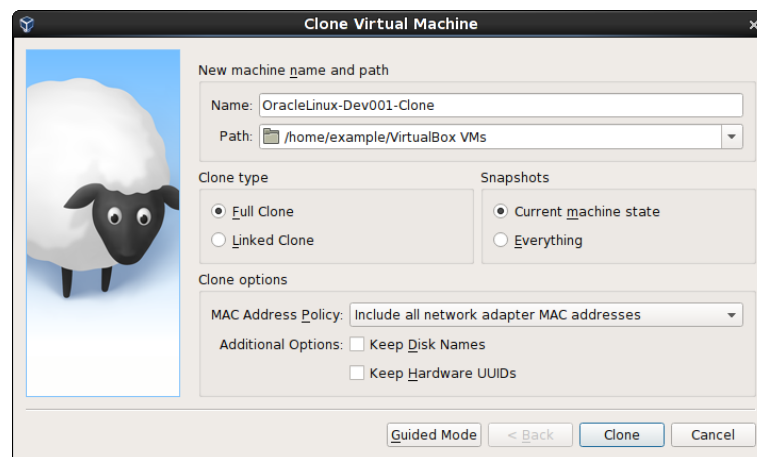 Clone Virtual Machine
New machine name and path
Name: OracleLinux-Dev001-Clone
Path: /home/example/VirtualBox VMs
Clone type
Snapshots
Full Clone
Current machine state
Linked Clone
Everything
Clone options
MAC Address Policy: Include all network adapter MAC addresses
Additional Options: Keep Disk Names
Keep Hardware UUIDs
Guided Mode < Back Clone Cancel